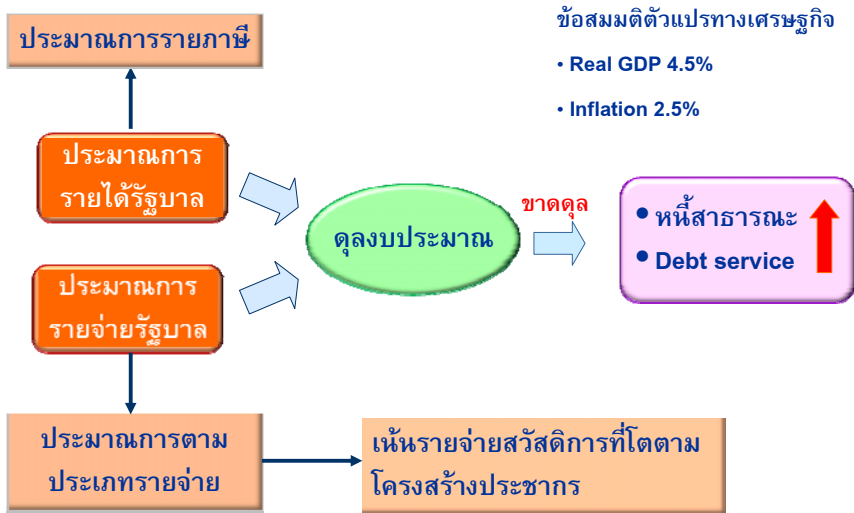 ประมาณการรายภาษี
ข้อสมมติตัวแปรทางเศรษฐกิจ
• Real GDP 4.5%
• Inflation 2.5%
ประมาณการ
รายได้รัฐบาล
ดุลงบประมาณ
ขาดดุล
• หนี้สาธารณะ
• Debt service
ประมาณการ
รายจ่ายรัฐบาล
ประมาณการตาม
ประเภทรายจ่าย
เน้นรายจ่ายสวัสดิการที่โตตาม
โครงสร้างประชากร